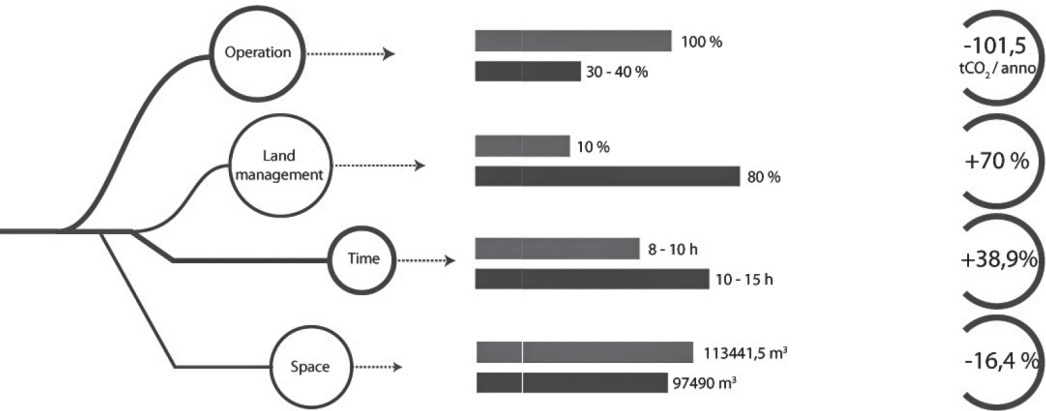 Operation
100 %
30 - 40 %
-101,5
tCO₂ / anno
Land
management
10 %
80 %
+70 %
Time
8 - 10 h
10 - 15 h
+38,9%
Space
113441,5 m³
97490 m³
-16,4 %